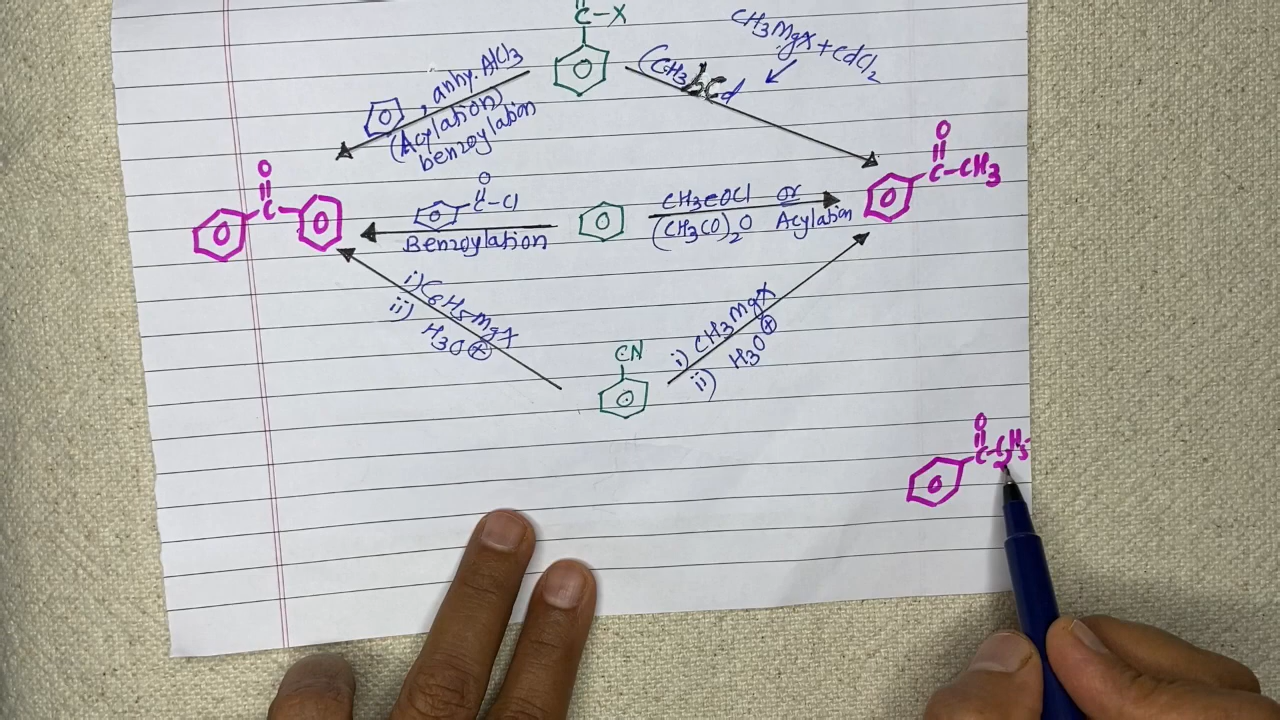 C-X
CH3MgX + CdCl2
, anhy. AlCl3
(Acylation)
benzoylation
(CH3)2Cd
O
C
O
C-CH3
O
C-Cl
Benzoylation
CH3COCl or
(CH3CO)2O Acylation
i) C6H5MgX
ii) H3O+
CN
i) CH3MgX
ii) H3O+
O
C-C2H5